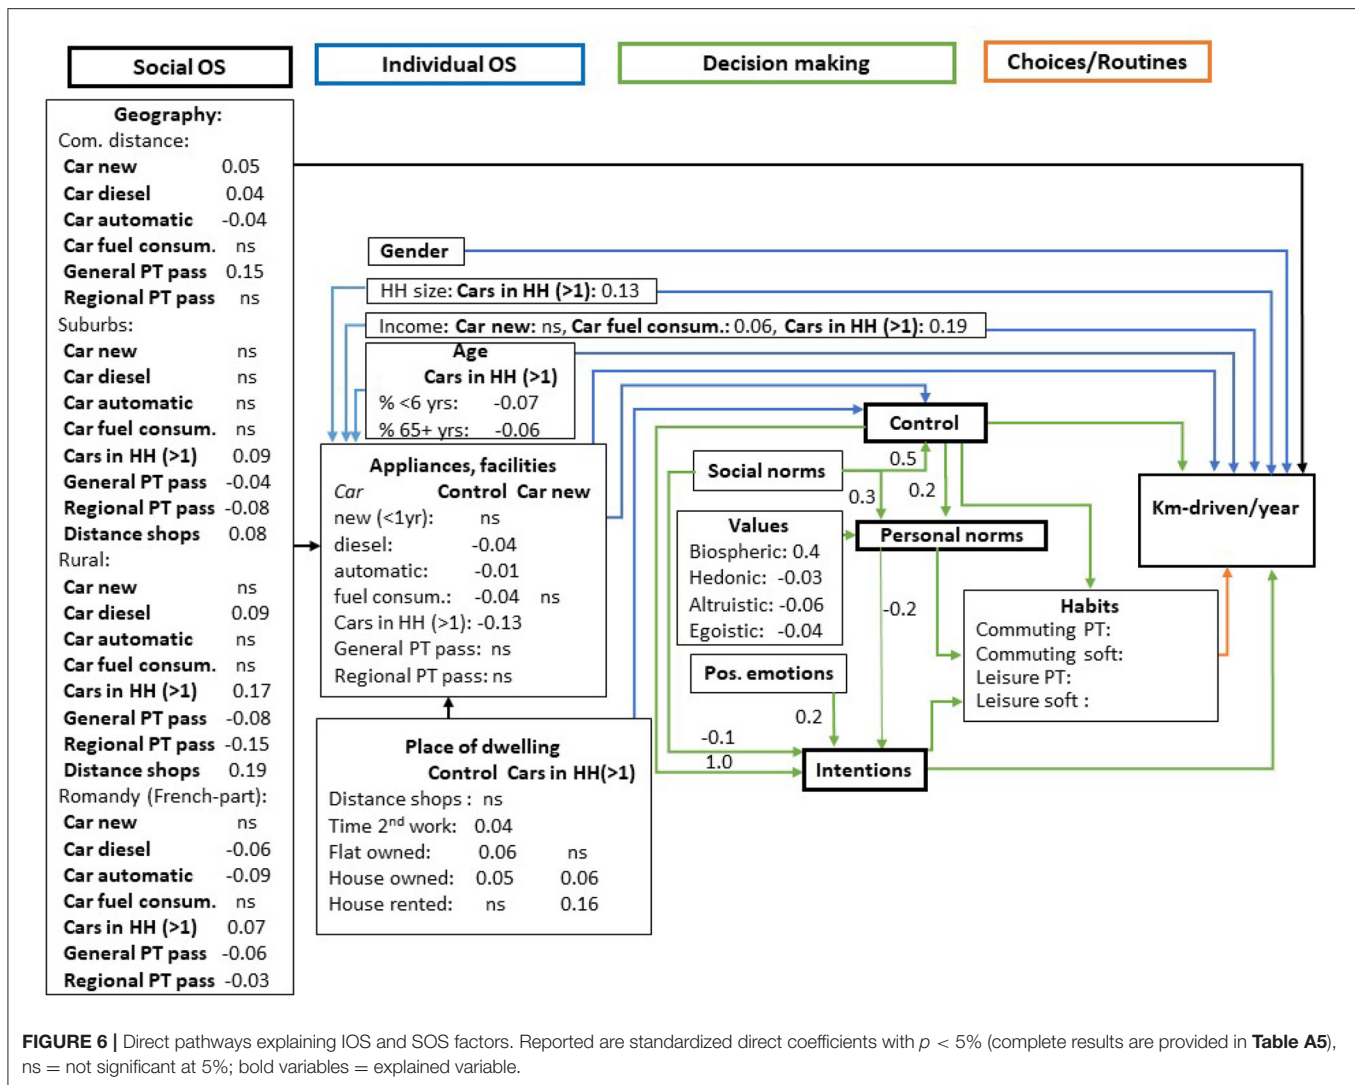 Social OS
Individual OS
Decision making
Choices/Routines
Geography:
Com. distance:
Car new 0.05
Car diesel 0.04
Car automatic -0.04
Car fuel consum. ns
General PT pass 0.15
Regional PT pass ns
Suburbs:
Car new ns
Car diesel ns
Car automatic ns
Car fuel consum. ns
Cars in HH (>1) 0.09
General PT pass -0.04
Regional PT pass -0.08
Distance shops 0.08
Rural:
Car new ns
Car diesel 0.09
Car automatic ns
Car fuel consum. ns
Cars in HH (>1) 0.17
General PT pass -0.08
Regional PT pass -0.15
Distance shops 0.19
Romandy (French-part):
Car new ns
Car diesel -0.06
Car automatic -0.09
Car fuel consum. ns
Cars in HH (>1) 0.07
General PT pass -0.06
Regional PT pass -0.03
Gender
HH size: Cars in HH (>1): 0.13
Income: Car new: ns, Car fuel consum.: 0.06, Cars in HH (>1): 0.19
Age
Cars in HH (>1)
% <6 yrs: -0.07
% 65+ yrs: -0.06
Appliances, facilities
Car Control Car new
new (<1yr): ns
diesel: -0.04
automatic: -0.01
fuel consum.: -0.04 ns
Cars in HH (>1): -0.13
General PT pass: ns
Regional PT pass: ns
Place of dwelling
Control Cars in HH(>1)
Distance shops : ns
Time 2nd work: 0.04
Flat owned: 0.06 ns
House owned: 0.05 0.06
House rented: ns 0.16
Control
0.5
Social norms
0.3
0.2
Values
Biospheric: 0.4
Hedonic: -0.03
Altruistic: -0.06
Egoistic: -0.04
Personal norms
-0.2
Pos. emotions
0.2
-0.1
1.0
Intentions
Habits
Commuting PT:
Commuting soft:
Leisure PT:
Leisure soft :
Km-driven/year
FIGURE 6 | Direct pathways explaining IOS and SOS factors. Reported are standardized direct coefficients with p < 5% (complete results are provided in Table A5),
ns = not significant at 5%; bold variables = explained variable.